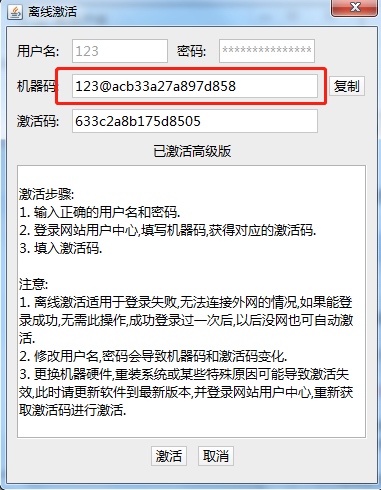 离线激活
用户名: 123 密码: ***************
机器码: 123@acb33a27a897d858 复制
激活码: 633c2a8b175d8505
已激活高级版
激活步骤:
1. 输入正确的用户名和密码.
2. 登录网站用户中心,填写机器码,获得对应的激活码.
3. 填入激活码.
注意:
1. 离线激活适用于登录失败,无法连接外网的情况,如果能登
录成功,无需此操作,成功登录过一次后,以后没网也可自动激
活.
2. 修改用户名,密码会导致机器码和激活码变化.
3. 更换机器硬件,重装系统或某些特殊原因可能导致激活失
效,此时请更新软件到最新版本,并登录网站用户中心,重新获
取激活码进行激活.
激活 取消